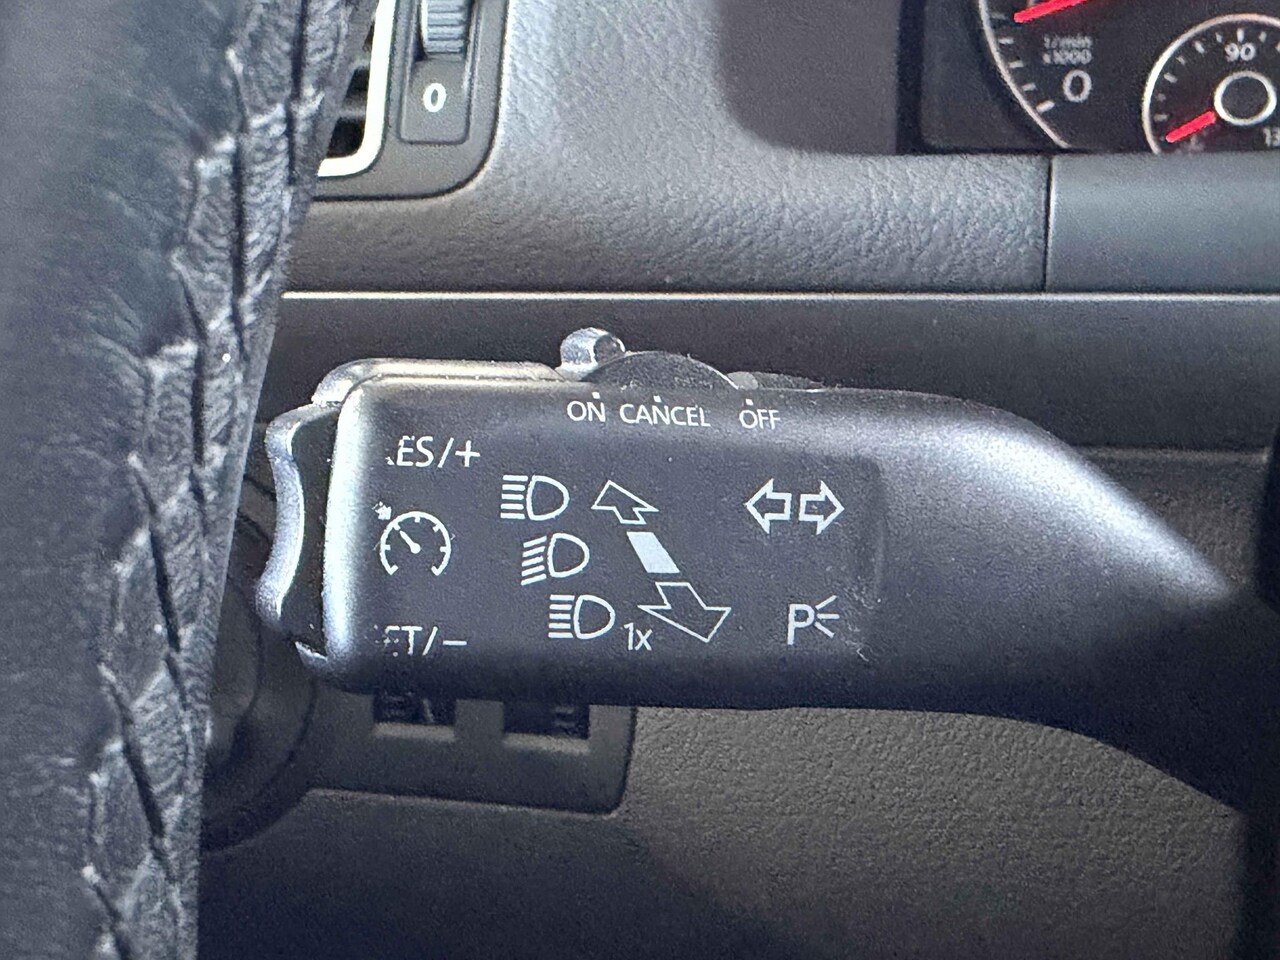 0
1/min
x1000
0
90
ON CANCEL OFF
ES/+
1x
P
ET/−